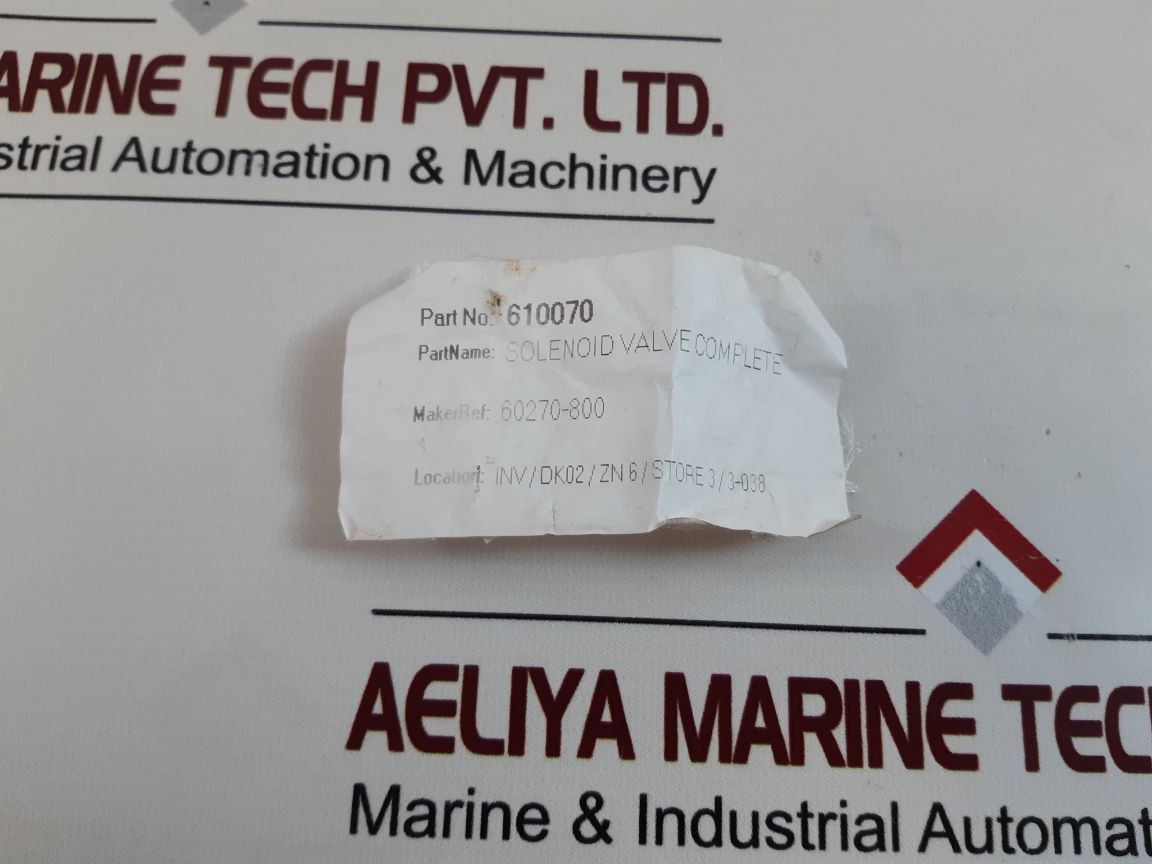 ARINE TECH PVT. LTD.
strial Automation & Machinery
Part No: 610070
PartName: SOLENOID VALVE COMPLETE
MakerRef: 60270-800
Location: INV / DK02 / ZN 6 / STORE 3 / 3-038
AELIYA MARINE TEC
Marine & Industrial Automat